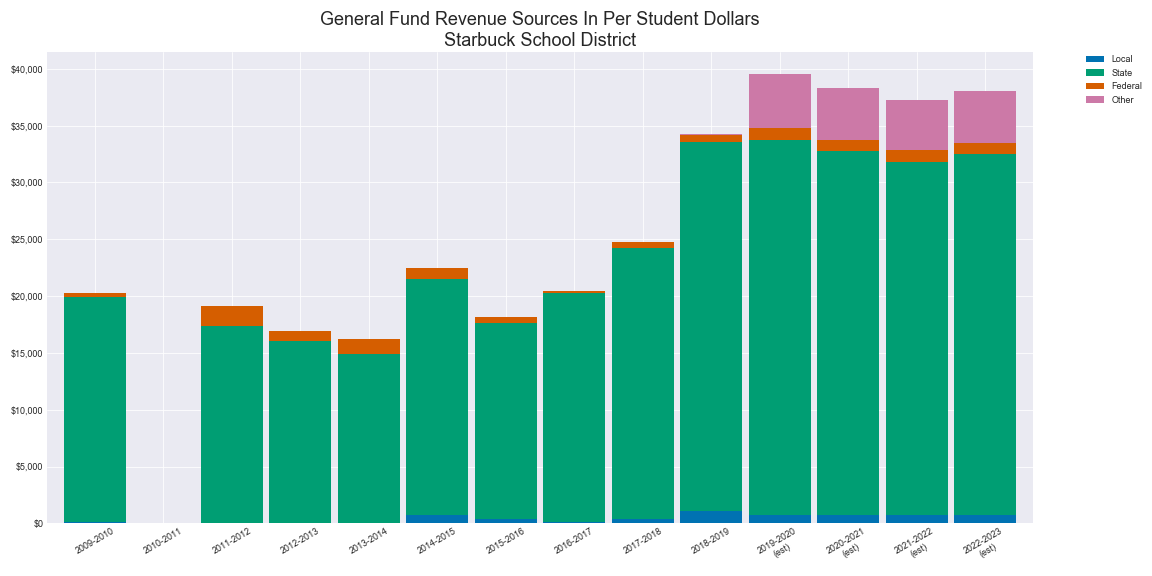 General Fund Revenue Sources In Per Student Dollars
Starbuck School District
Local
State
Federal
Other
$40,000
$35,000
$30,000
$25,000
$20,000
$15,000
$10,000
$5,000
$0
2009-2010
2010-2011
2011-2012
2012-2013
2013-2014
2014-2015
2015-2016
2016-2017
2017-2018
2018-2019
2019-2020
(est)
2020-2021
(est)
2021-2022
(est)
2022-2023
(est)